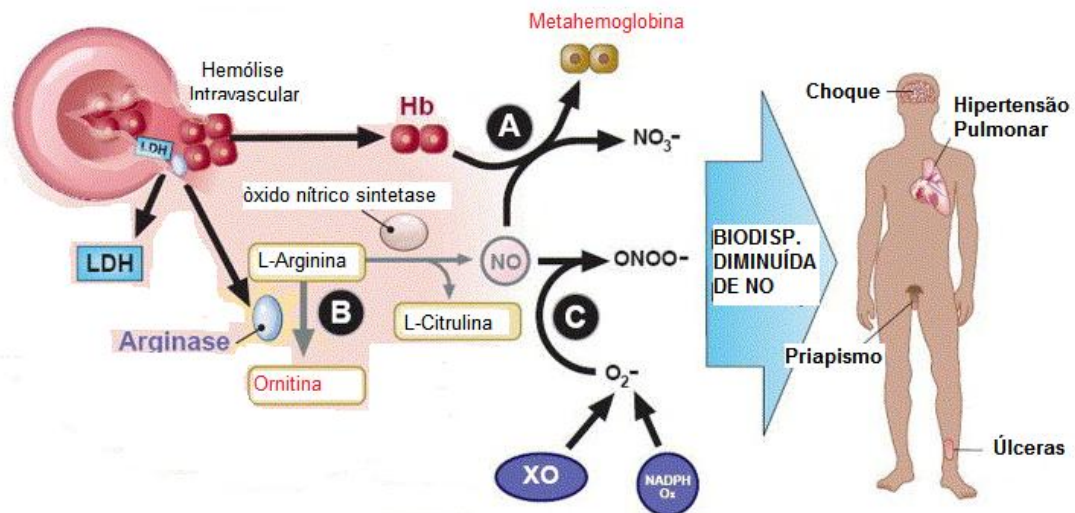 Metahemoglobina
Hemólise
Intravascular
Hb
A
NO₃⁻
LDH
òxido nítrico sintetase
LDH
L-Arginina
NO
ONOO⁻
B
L-Citrulina
C
Arginase
Ornitina
O₂⁻
XO
NADPH
Ox
BIODISP.
DIMINUÍDA
DE NO
Choque
Hipertensão
Pulmonar
Priapismo
Úlceras